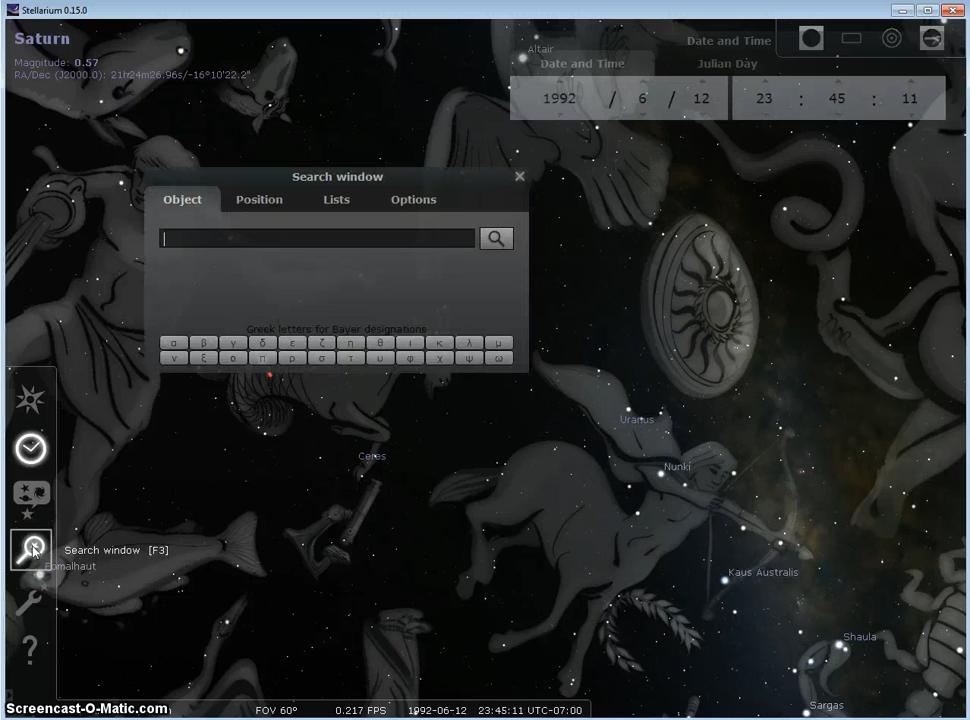 Stellarium 0.15.0
Saturn
Magnitude: 0.57
RA/Dec (J2000.0): 21h24m26.96s/-16°10'22.2"
Altair
Date and Time
Date and Time
Julian Day
1992 / 6 / 12
23 : 45 : 11
Search window
Object
Position
Lists
Options
Greek letters for Bayer designations
α β γ δ ε ζ η θ ι κ λ μ
ν ξ ο π ρ σ τ υ φ χ ψ ω
Uranus
Ceres
Nunki
Search window [F3]
Fomalhaut
Kaus Australis
Shaula
Sargas
Screencast-O-Matic.com
FOV 60°
0.217 FPS
1992-06-12 23:45:11 UTC-07:00